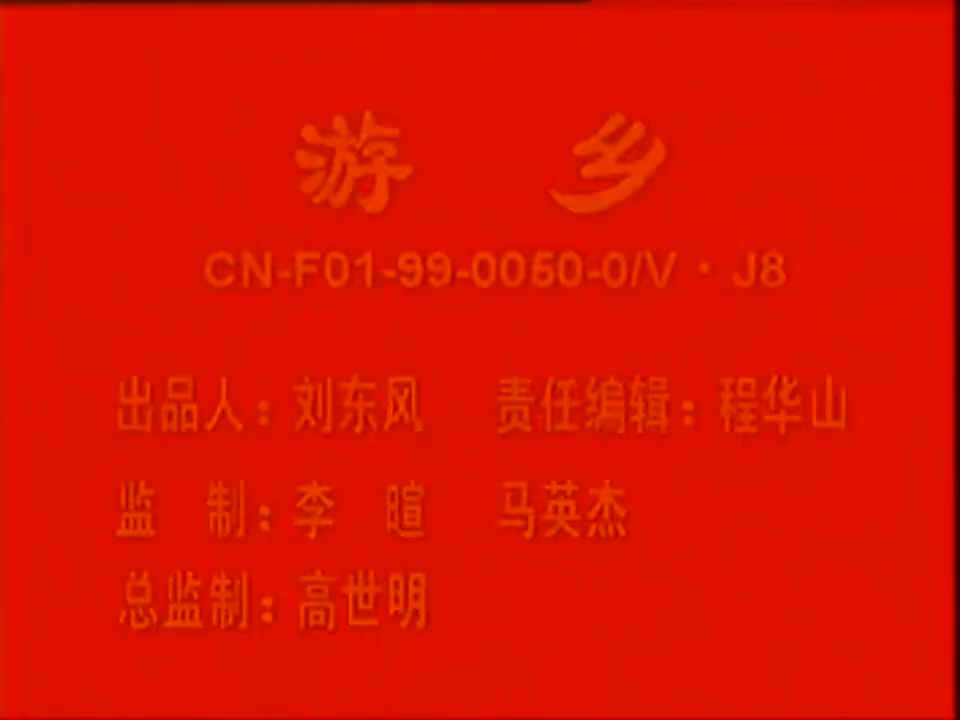 游 乡
CN-F01-99-0050-0/V·J8
出品人：刘东风 责任编辑：程华山
监 制：李 暄 马英杰
总监制：高世明